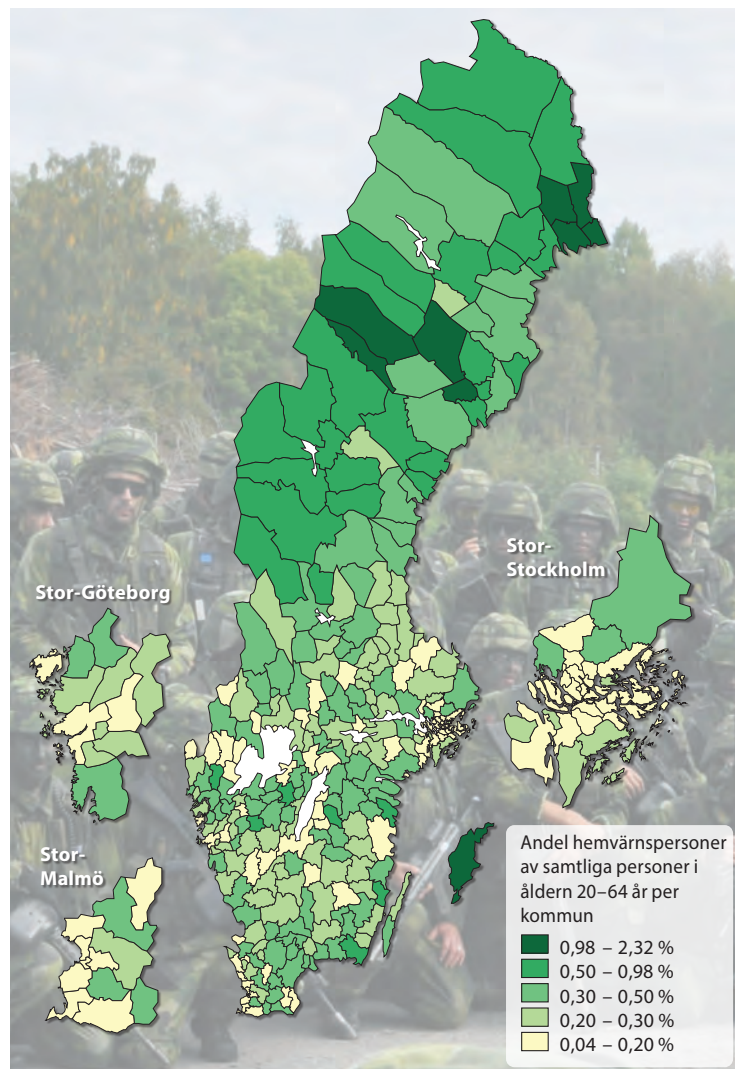 Stor-
Stockholm
Stor-Göteborg
Stor-
Malmö
Andel hemvärnspersoner
av samtliga personer i
åldern 20–64 år per
kommun
0,98 – 2,32 %
0,50 – 0,98 %
0,30 – 0,50 %
0,20 – 0,30 %
0,04 – 0,20 %